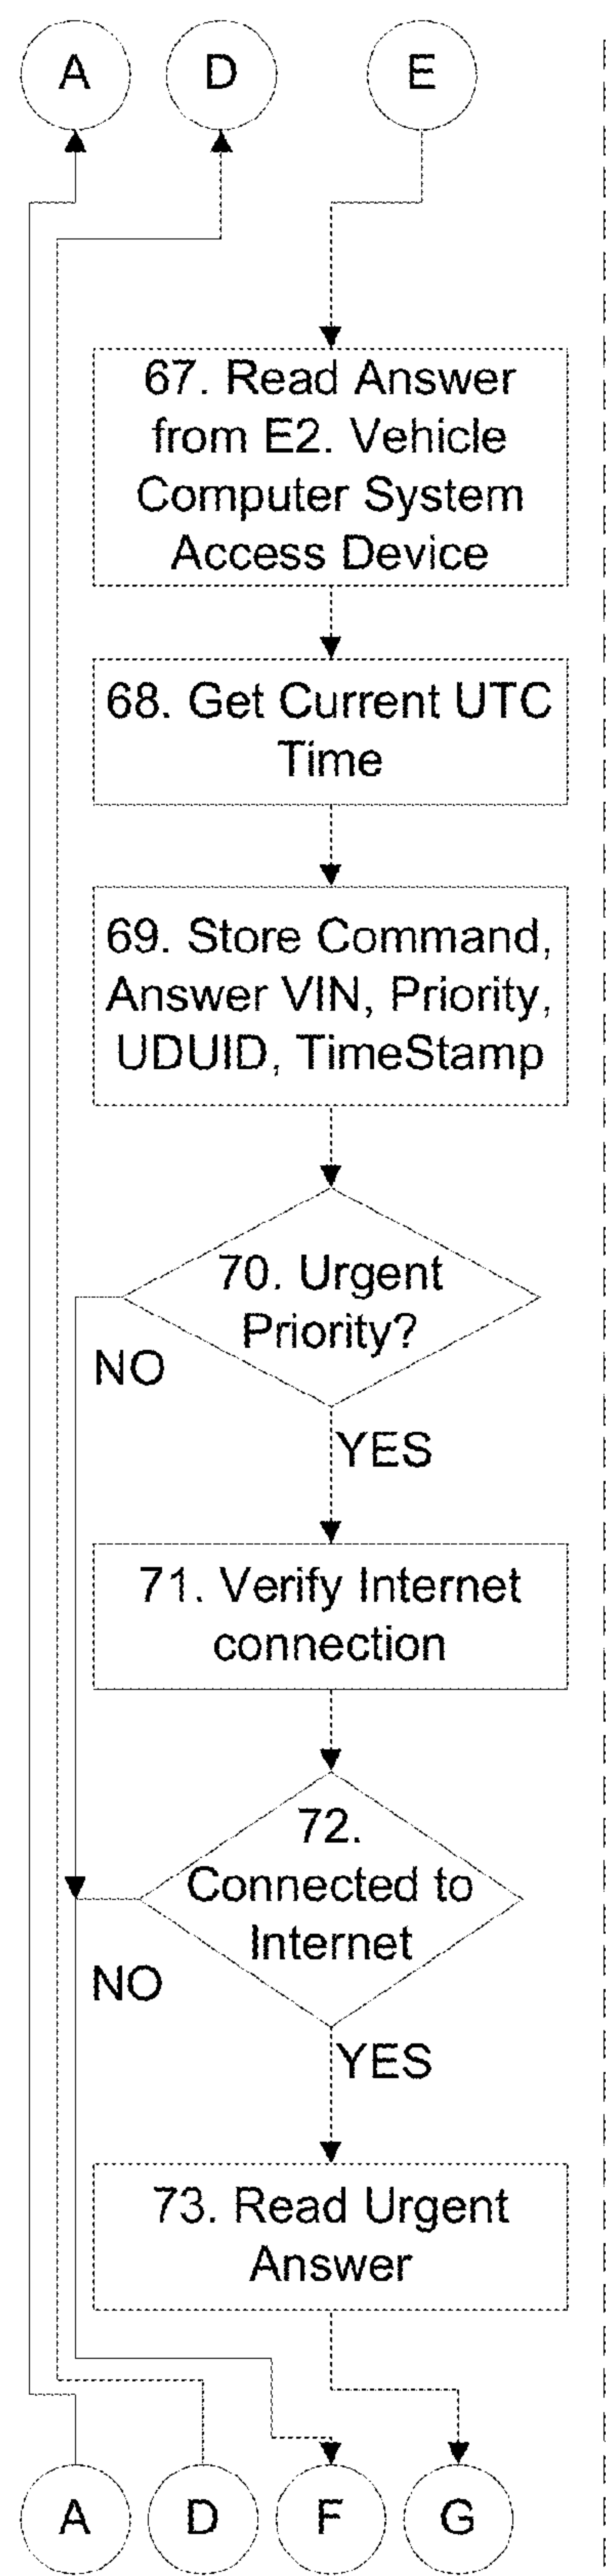 A
D
E
67. Read Answer
from E2. Vehicle
Computer System
Access Device
68. Get Current UTC
Time
69. Store Command,
Answer VIN, Priority,
UDUID, TimeStamp
70. Urgent
Priority?
NO
YES
71. Verify Internet
connection
72.
Connected to
Internet
NO
YES
73. Read Urgent
Answer
A
D
F
G